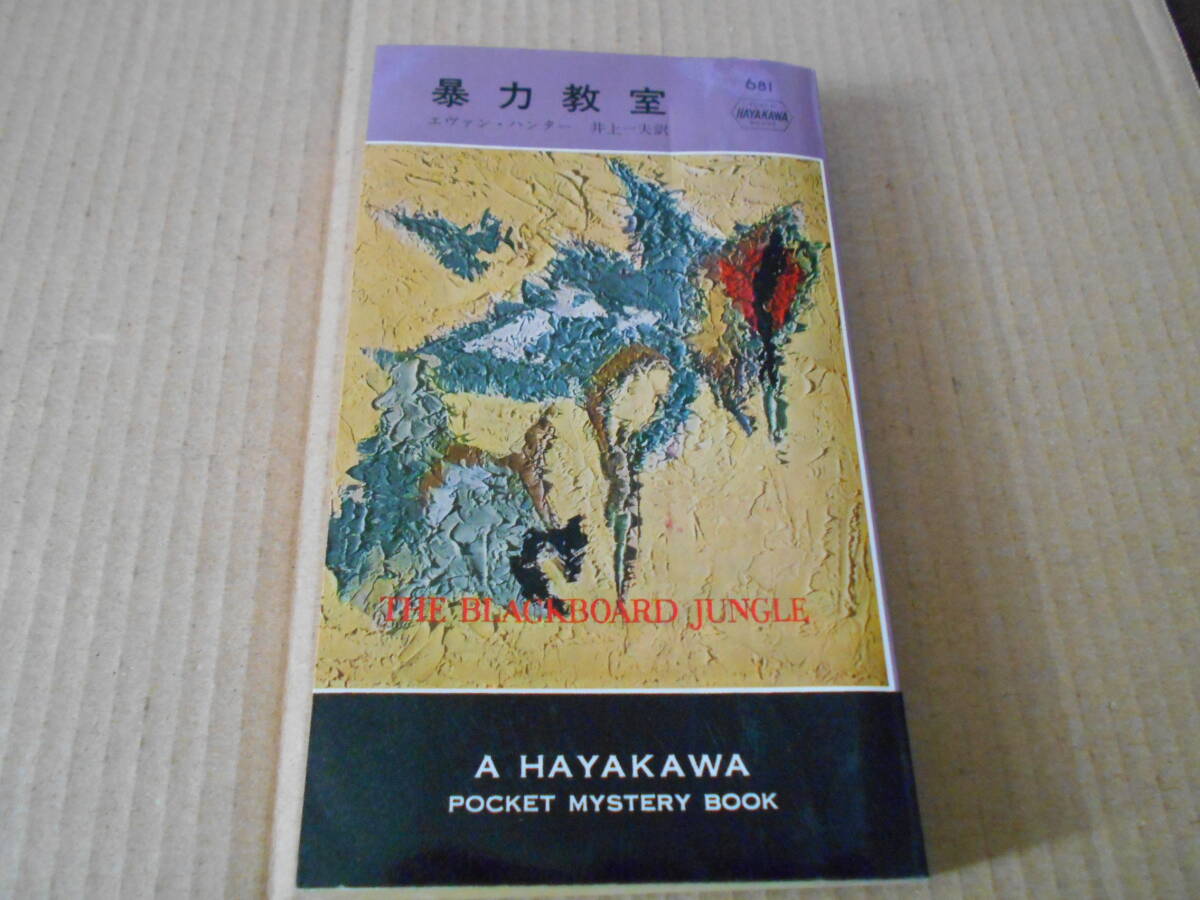 681
暴力教室
HAYAKAWA
エヴァン・ハンター 井上一夫訳
THE BLACKBOARD JUNGLE
A HAYAKAWA
POCKET MYSTERY BOOK